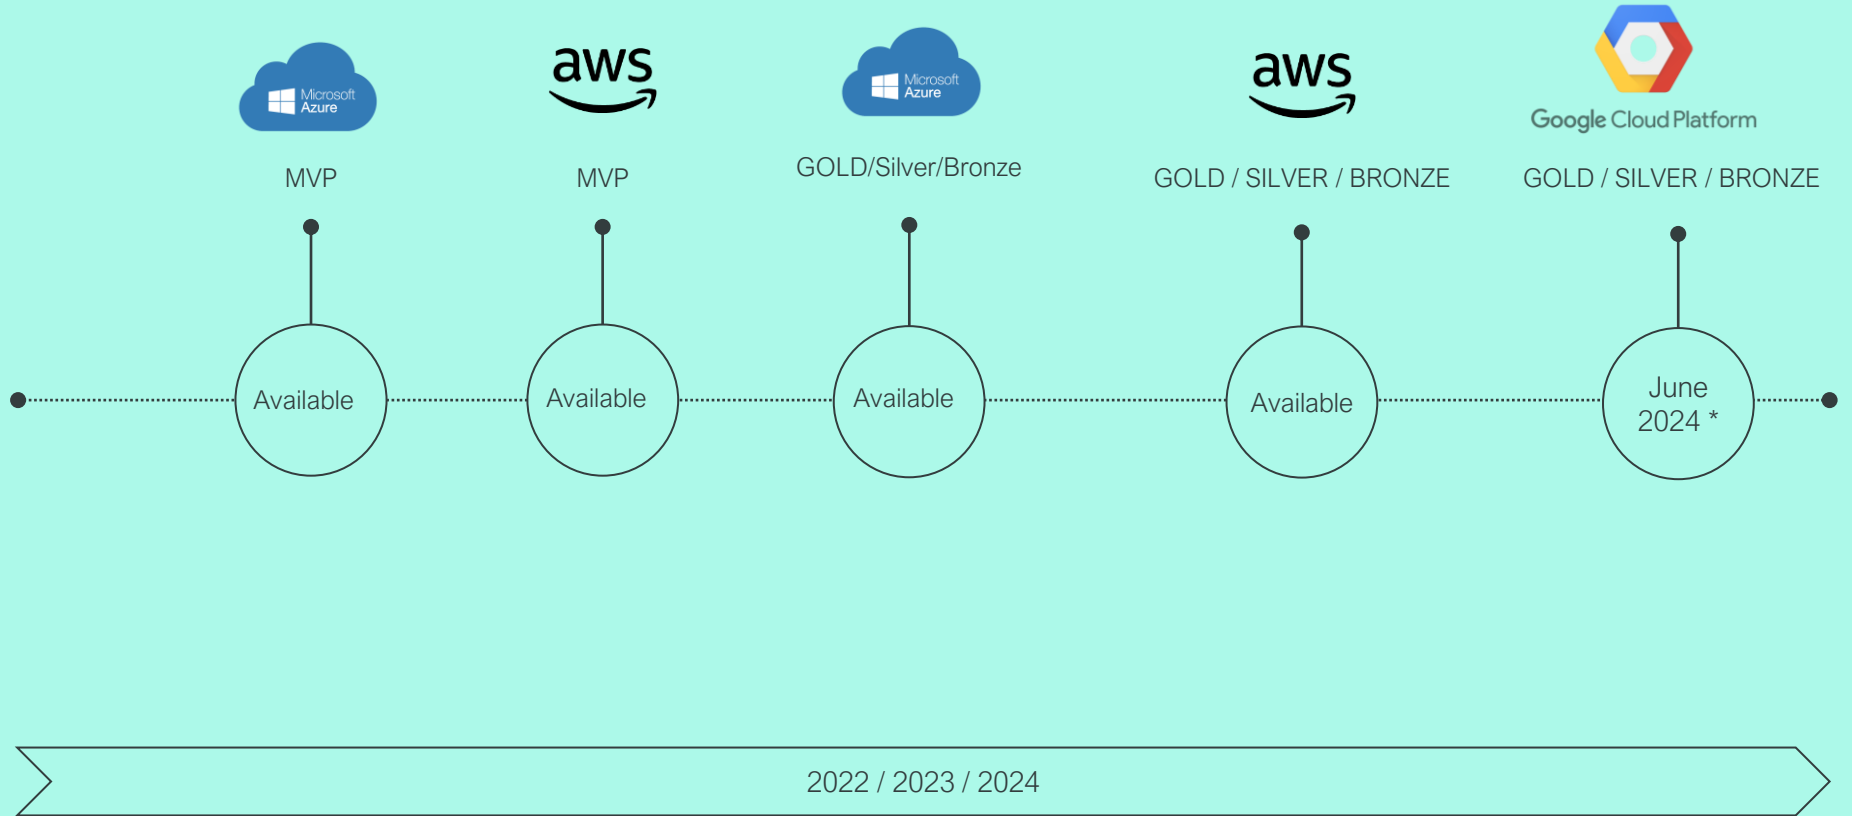 Microsoft
Azure
aws
Microsoft
Azure
aws
Google Cloud Platform
MVP
MVP
GOLD/Silver/Bronze
GOLD / SILVER / BRONZE
GOLD / SILVER / BRONZE
Available
Available
Available
Available
June
2024 *
2022 / 2023 / 2024